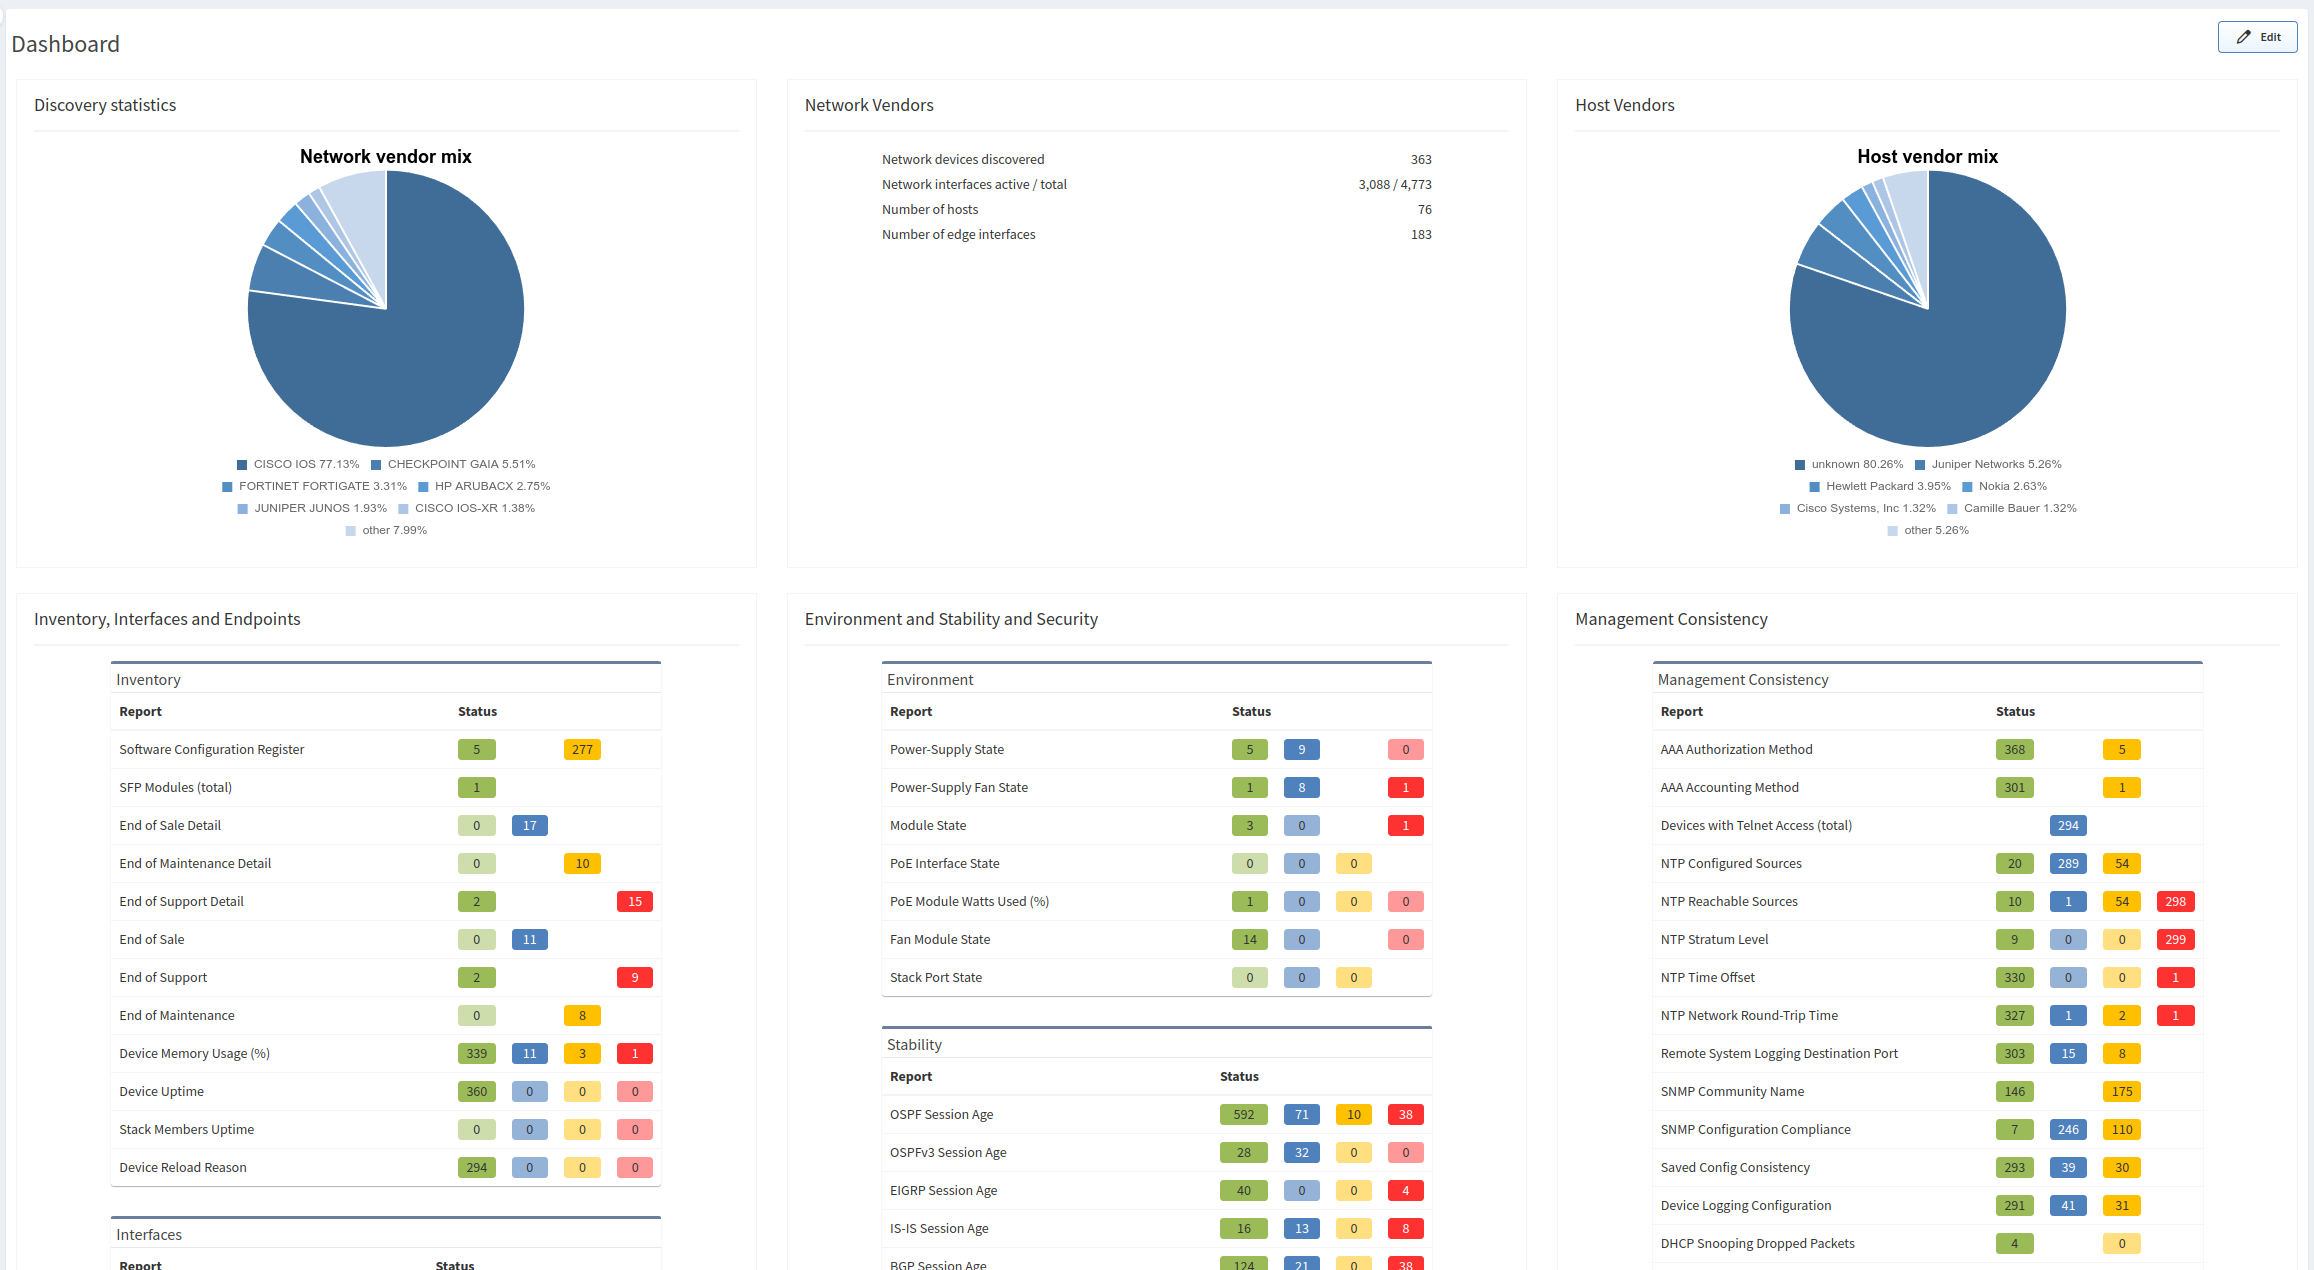 Dashboard
Edit
Discovery statistics
Network vendor mix
CISCO IOS 77.13% CHECKPOINT GAIA 5.51%
FORTINET FORTIGATE 3.31% HP ARUBACX 2.75%
JUNIPER JUNOS 1.93% CISCO IOS-XR 1.38%
other 7.99%
Network Vendors
Network devices discovered 363
Network interfaces active / total 3,088 / 4,773
Number of hosts 76
Number of edge interfaces 183
Host Vendors
Host vendor mix
unknown 80.26% Juniper Networks 5.26%
Hewlett Packard 3.95% Nokia 2.63%
Cisco Systems, Inc 1.32% Camille Bauer 1.32%
other 5.26%
Inventory, Interfaces and Endpoints
Inventory
Report Status
Software Configuration Register 5 277
SFP Modules (total) 1
End of Sale Detail 0 17
End of Maintenance Detail 0 10
End of Support Detail 2 15
End of Sale 0 11
End of Support 2 9
End of Maintenance 0 8
Device Memory Usage (%) 339 11 3 1
Device Uptime 360 0 0 0
Stack Members Uptime 0 0 0 0
Device Reload Reason 294 0 0 0
Interfaces
Report Status
Environment and Stability and Security
Environment
Report Status
Power-Supply State 5 9 0
Power-Supply Fan State 1 8 1
Module State 3 0 1
PoE Interface State 0 0 0
PoE Module Watts Used (%) 1 0 0 0
Fan Module State 14 0 0
Stack Port State 0 0 0
Stability
Report Status
OSPF Session Age 592 71 10 38
OSPFv3 Session Age 28 32 0 0
EIGRP Session Age 40 0 0 4
IS-IS Session Age 16 13 0 8
BGP Session Age 124 21 0 38
Management Consistency
Management Consistency
Report Status
AAA Authorization Method 368 5
AAA Accounting Method 301 1
Devices with Telnet Access (total) 294
NTP Configured Sources 20 289 54
NTP Reachable Sources 10 1 54 298
NTP Stratum Level 9 0 0 299
NTP Time Offset 330 0 0 1
NTP Network Round-Trip Time 327 1 2 1
Remote System Logging Destination Port 303 15 8
SNMP Community Name 146 175
SNMP Configuration Compliance 7 246 110
Saved Config Consistency 293 39 30
Device Logging Configuration 291 41 31
DHCP Snooping Dropped Packets 4 0